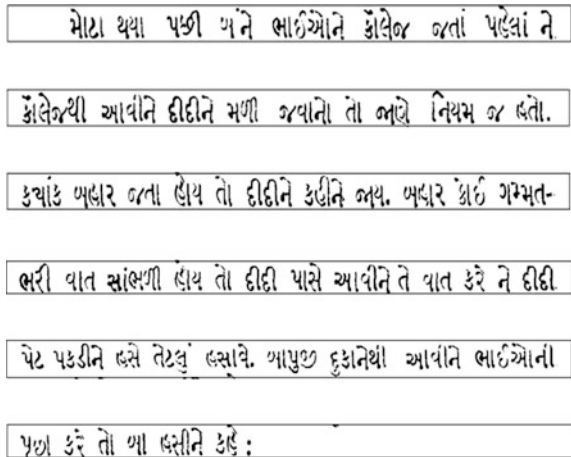 મોટા થયા પછી બંને ભાઈઓને કૉલેજ જતાં પહેલાં ને
કૉલેજથી આવીને દીદીને મળી જવાનો તો જાણે નિયમ જ હતો.
કચાંક બહાર જતા હોય તો દીદીને કહીને જાય. બહાર કોઈ ગમ્મત-
ભરી વાત સાંભળી હોય તો દીદી પાસે આવીને તે વાત કરે ને દીદી
પેટ પકડીને હસે તેટલું હસાવે. બાપુજી દુકાનેથી આવીને ભાઈઓની
પૃછા કરે તો બા હસીને કહે :